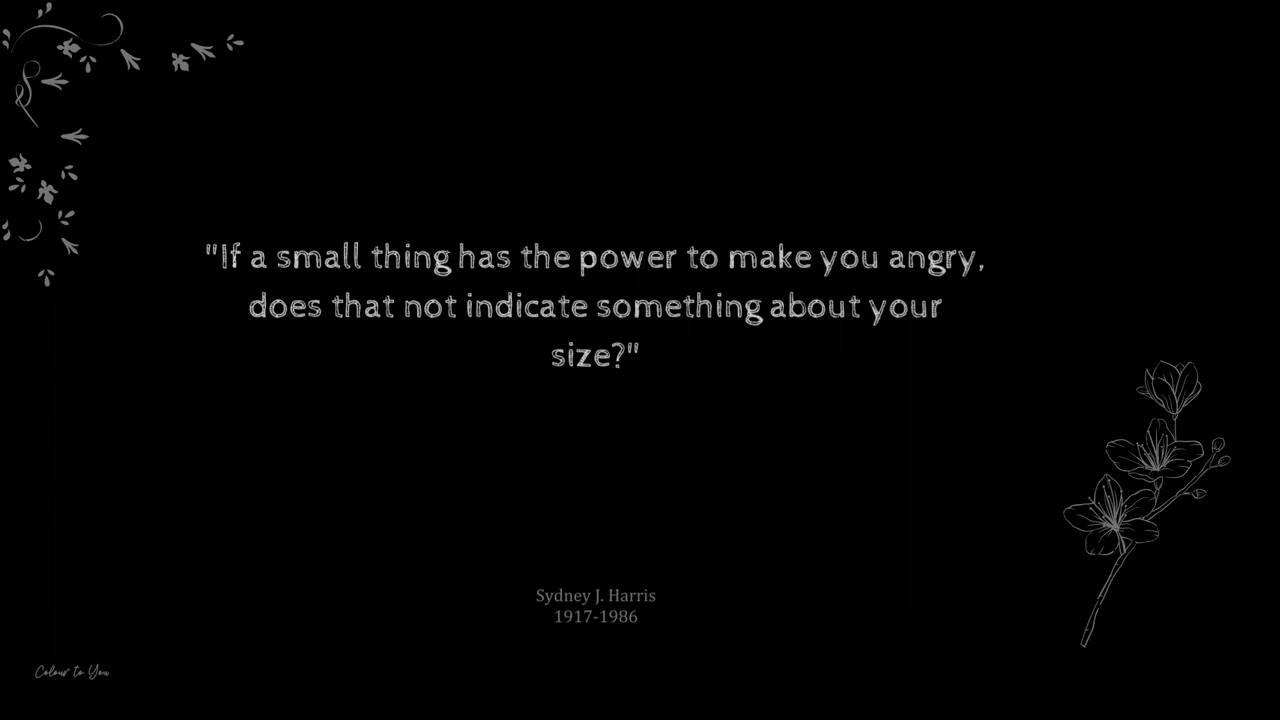 "If a small thing has the power to make you angry,
does that not indicate something about your
size?"
Sydney J. Harris
1917-1986
Colour to You